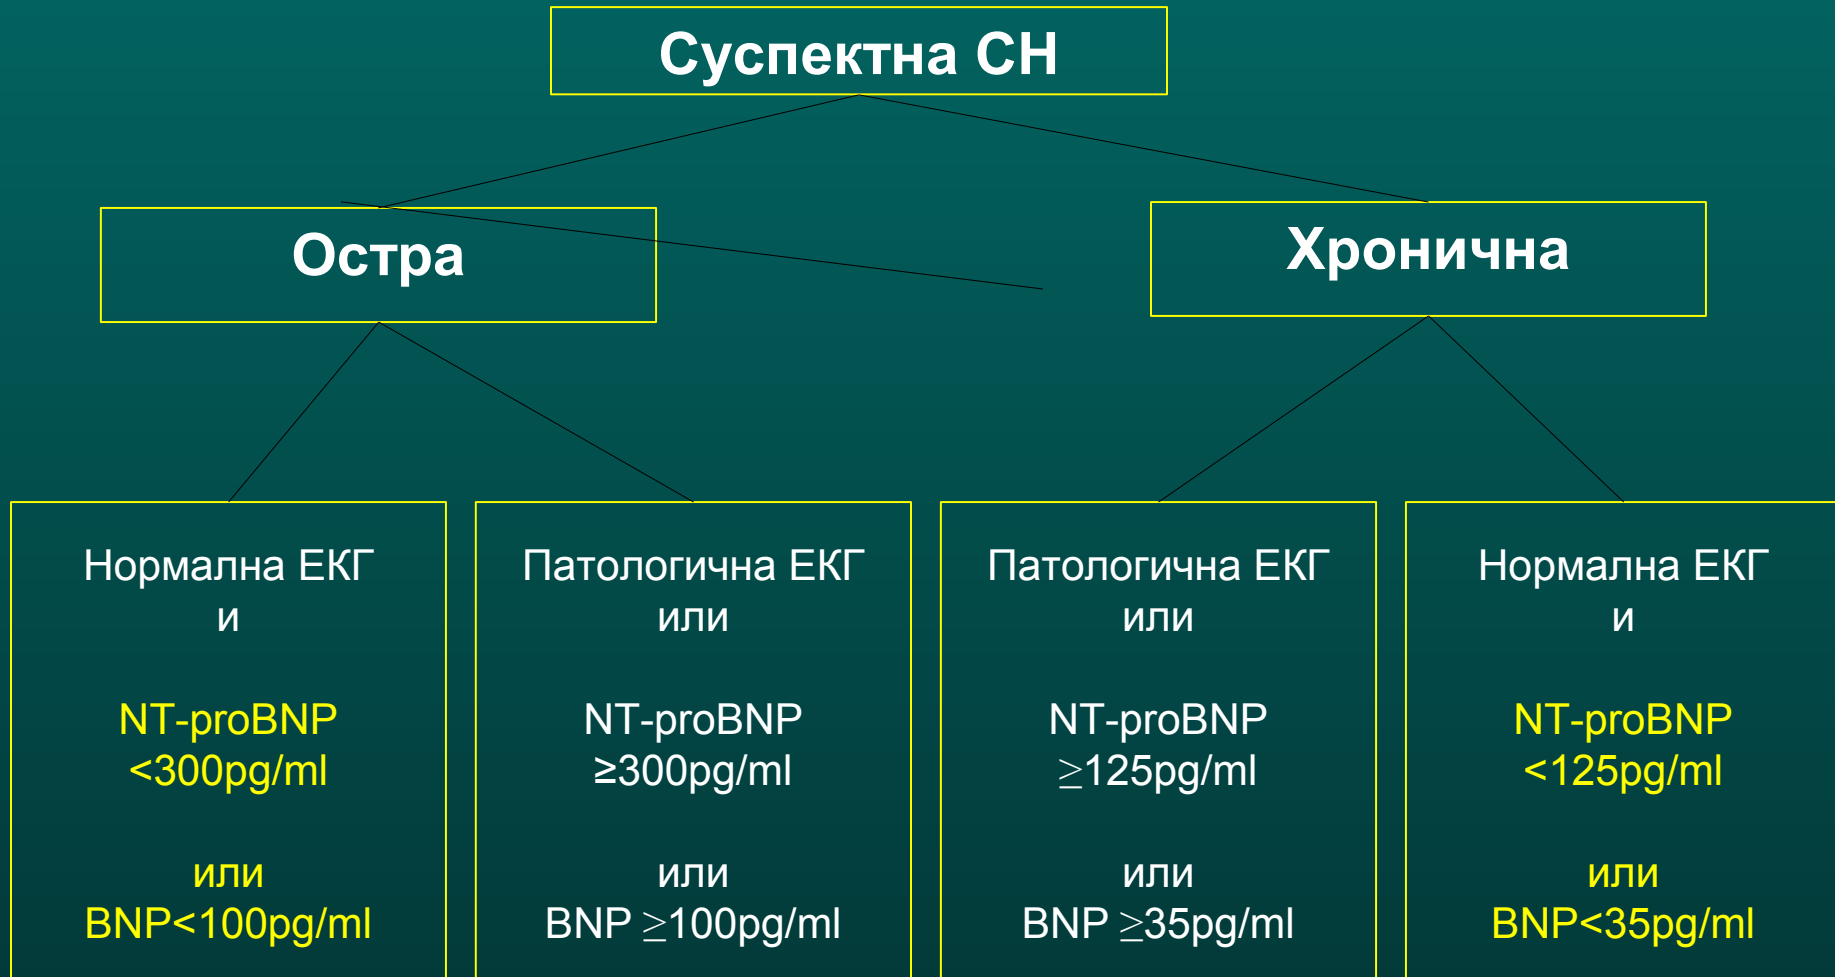 Суспектна СН
Остра
Хронична
Нормална ЕКГ
и
NT-proBNP
<300pg/ml
или
BNP<100pg/ml
Патологична ЕКГ
или
NT-proBNP
≥300pg/ml
или
BNP ≥100pg/ml
Патологична ЕКГ
или
NT-proBNP
≥125pg/ml
или
BNP ≥35pg/ml
Нормална ЕКГ
и
NT-proBNP
<125pg/ml
или
BNP<35pg/ml